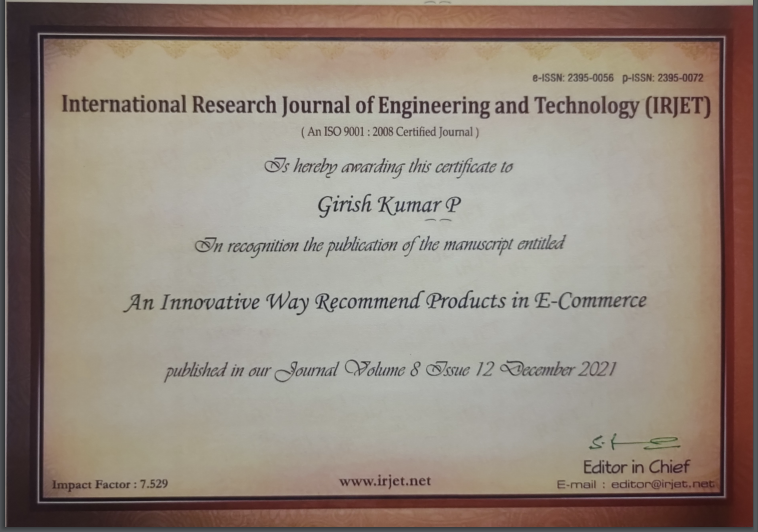 e-ISSN: 2395-0056 p-ISSN: 2395-0072
International Research Journal of Engineering and Technology (IRJET)
( An ISO 9001 : 2008 Certified Journal )
Is hereby awarding this certificate to
Girish Kumar P
In recognition the publication of the manuscript entitled
An Innovative Way Recommend Products in E-Commerce
published in our Journal Volume 8 Issue 12 December 2021
Editor in Chief
Impact Factor : 7.529
www.irjet.net
E-mail : editor@irjet.net